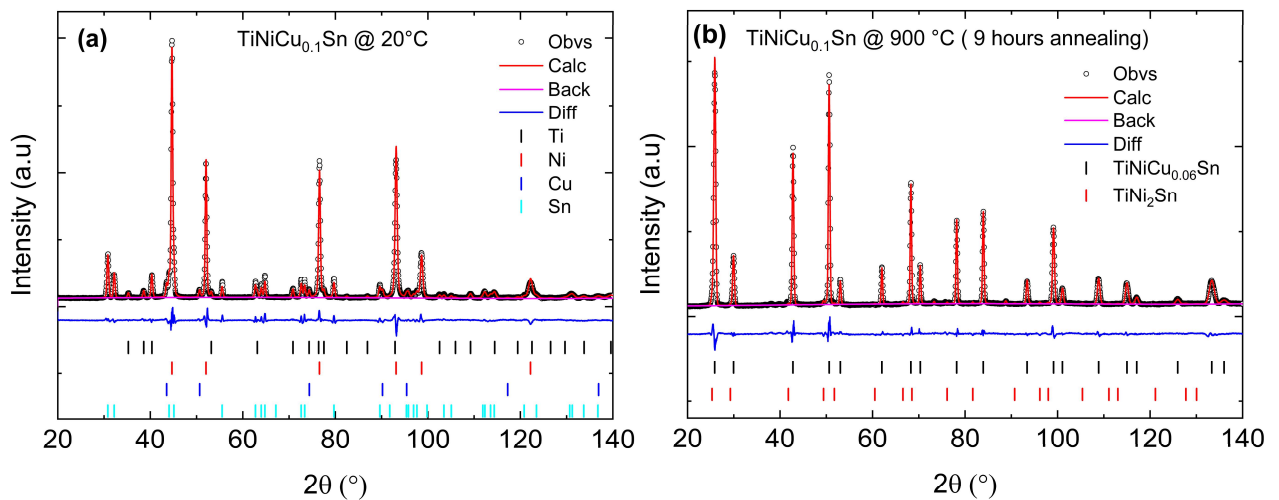 (a)
TiNiCu0.1Sn @ 20°C
Obvs
Calc
Back
Diff
Ti
Ni
Cu
Sn
Intensity (a.u)
20 40 60 80 100 120 140
2θ (°)
(b)
TiNiCu0.1Sn @ 900 °C ( 9 hours annealing)
Obvs
Calc
Back
Diff
TiNiCu0.06Sn
TiNi2Sn
Intensity (a.u)
20 40 60 80 100 120 140
2θ (°)